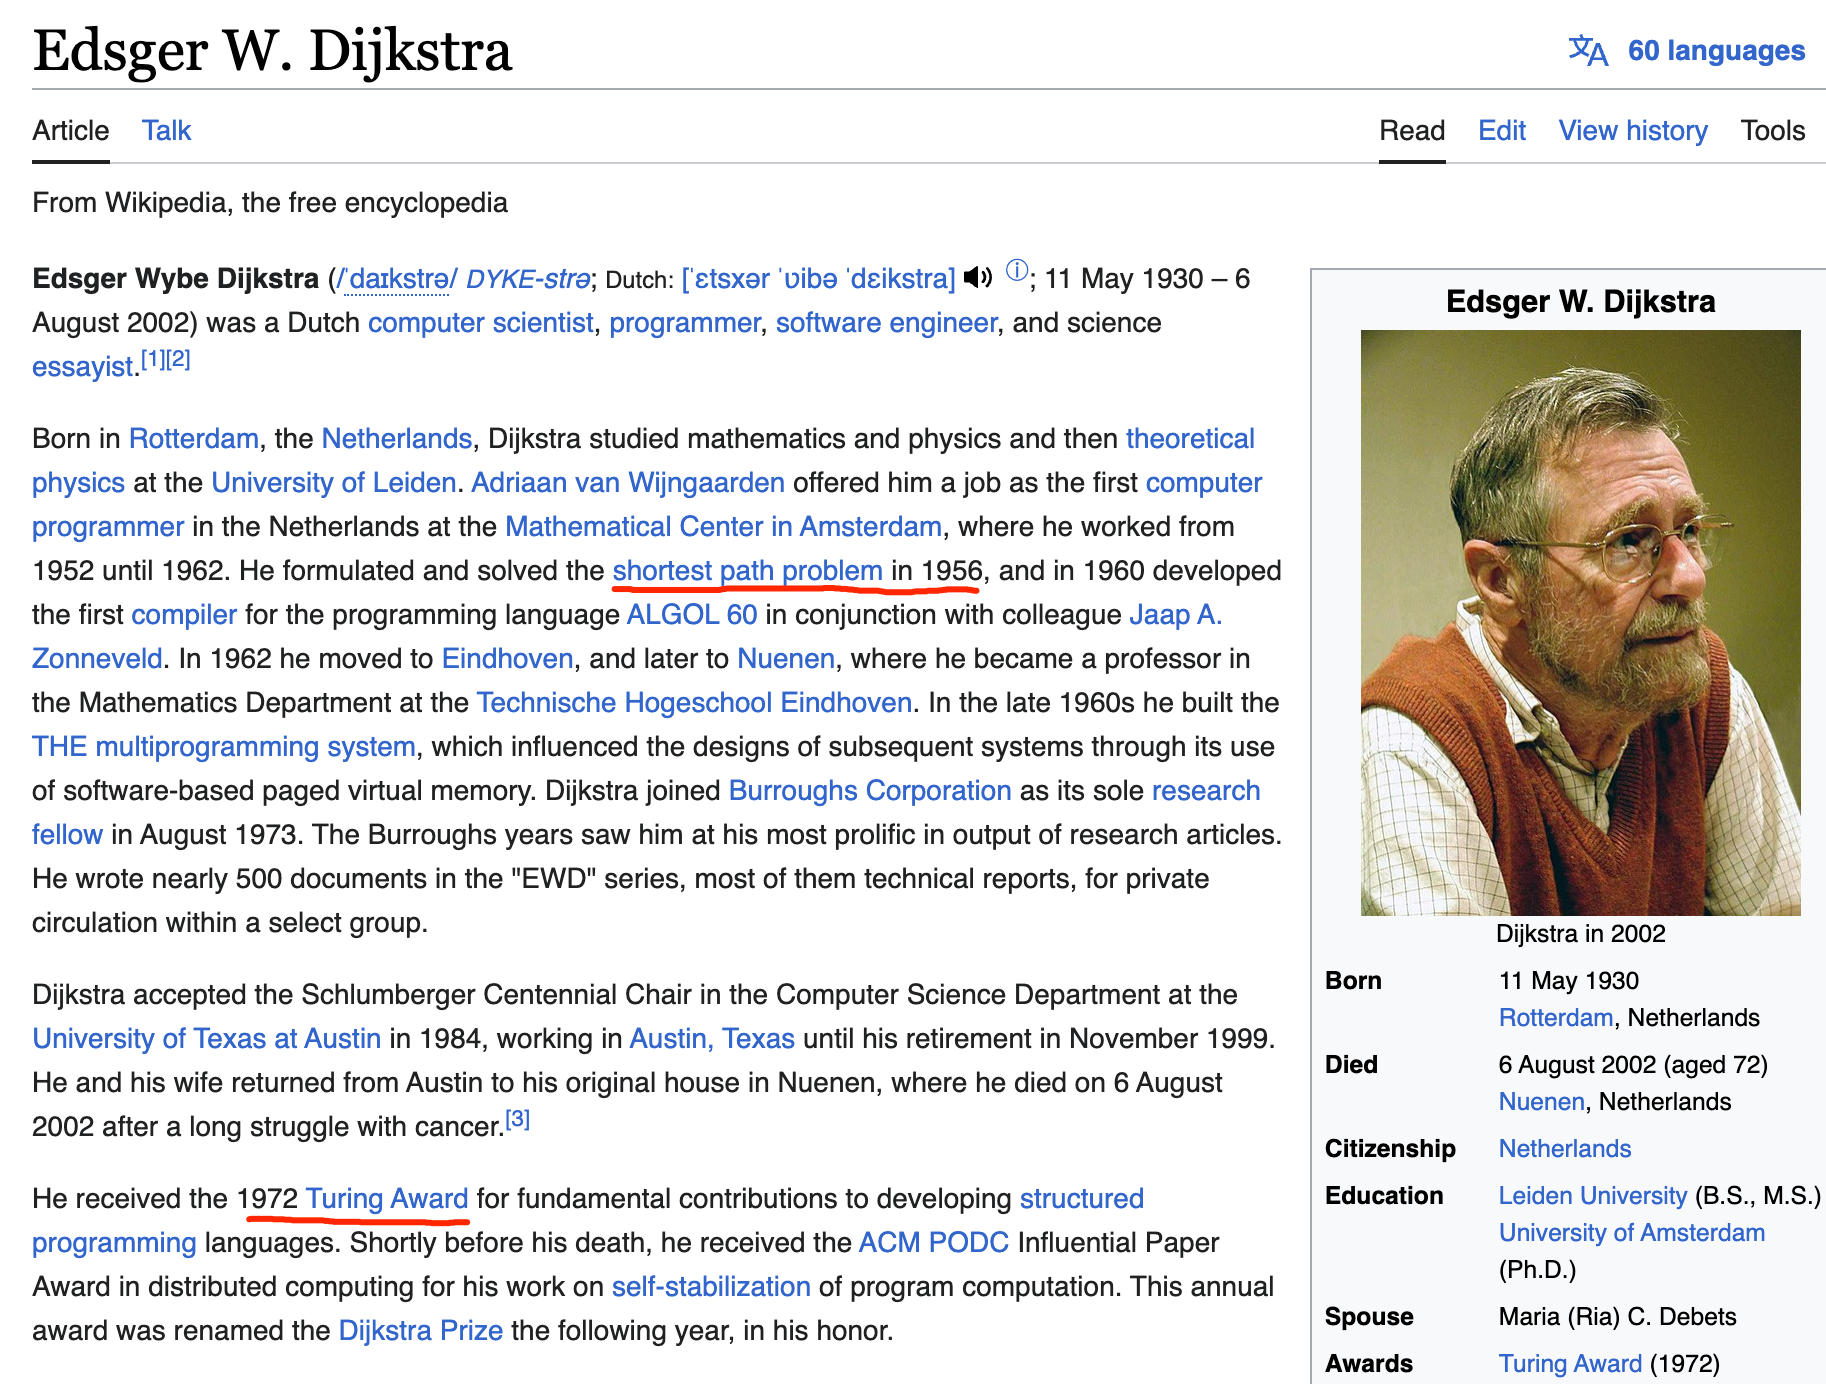 Edsger W. Dijkstra
60 languages
Article Talk
Read Edit View history Tools
From Wikipedia, the free encyclopedia
Edsger Wybe Dijkstra (/ˈdaɪkstrə/ DYKE-strə; Dutch: [ˈɛtsxər ˈʋibə ˈdɛikstra] ⓘ; 11 May 1930 – 6
August 2002) was a Dutch computer scientist, programmer, software engineer, and science
essayist.[1][2]
Born in Rotterdam, the Netherlands, Dijkstra studied mathematics and physics and then theoretical
physics at the University of Leiden. Adriaan van Wijngaarden offered him a job as the first computer
programmer in the Netherlands at the Mathematical Center in Amsterdam, where he worked from
1952 until 1962. He formulated and solved the shortest path problem in 1956, and in 1960 developed
the first compiler for the programming language ALGOL 60 in conjunction with colleague Jaap A.
Zonneveld. In 1962 he moved to Eindhoven, and later to Nuenen, where he became a professor in
the Mathematics Department at the Technische Hogeschool Eindhoven. In the late 1960s he built the
THE multiprogramming system, which influenced the designs of subsequent systems through its use
of software-based paged virtual memory. Dijkstra joined Burroughs Corporation as its sole research
fellow in August 1973. The Burroughs years saw him at his most prolific in output of research articles.
He wrote nearly 500 documents in the "EWD" series, most of them technical reports, for private
circulation within a select group.
Dijkstra accepted the Schlumberger Centennial Chair in the Computer Science Department at the
University of Texas at Austin in 1984, working in Austin, Texas until his retirement in November 1999.
He and his wife returned from Austin to his original house in Nuenen, where he died on 6 August
2002 after a long struggle with cancer.[3]
He received the 1972 Turing Award for fundamental contributions to developing structured
programming languages. Shortly before his death, he received the ACM PODC Influential Paper
Award in distributed computing for his work on self-stabilization of program computation. This annual
award was renamed the Dijkstra Prize the following year, in his honor.
Edsger W. Dijkstra
Dijkstra in 2002
Born 11 May 1930
Rotterdam, Netherlands
Died 6 August 2002 (aged 72)
Nuenen, Netherlands
Citizenship Netherlands
Education Leiden University (B.S., M.S.)
University of Amsterdam
(Ph.D.)
Spouse Maria (Ria) C. Debets
Awards Turing Award (1972)